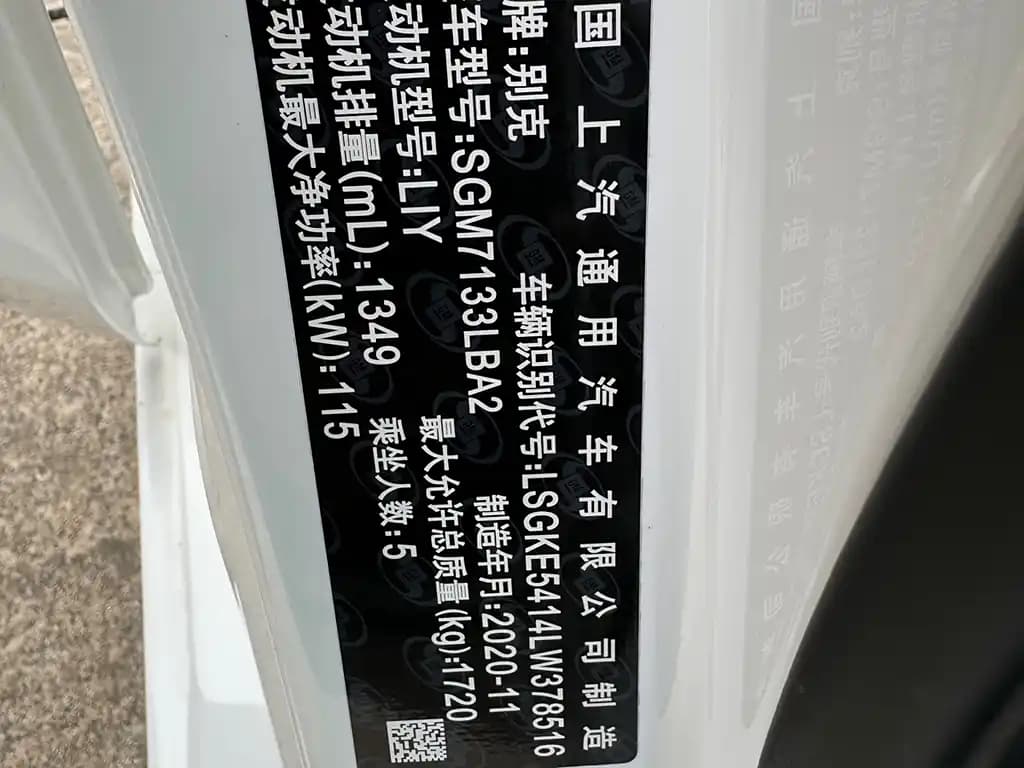 国上汽通用汽车有限公司制造
牌:别克
车辆识别代号:LSGKE5414LW378516
车型号:SGM7133LBA2
制造年月:2020-11
动机型号:LIY
最大允许总质量(kg):1720
动机排量(mL):1349
乘坐人数:5
动机最大净功率(kW):115